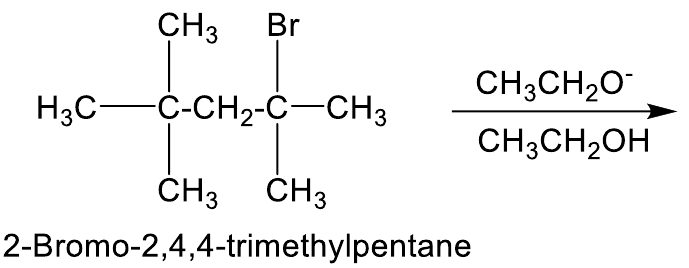 CH₃ Br
H₃C—C-CH₂-C—CH₃
CH₃ CH₃
CH₃CH₂O⁻
CH₃CH₂OH
2-Bromo-2,4,4-trimethylpentane